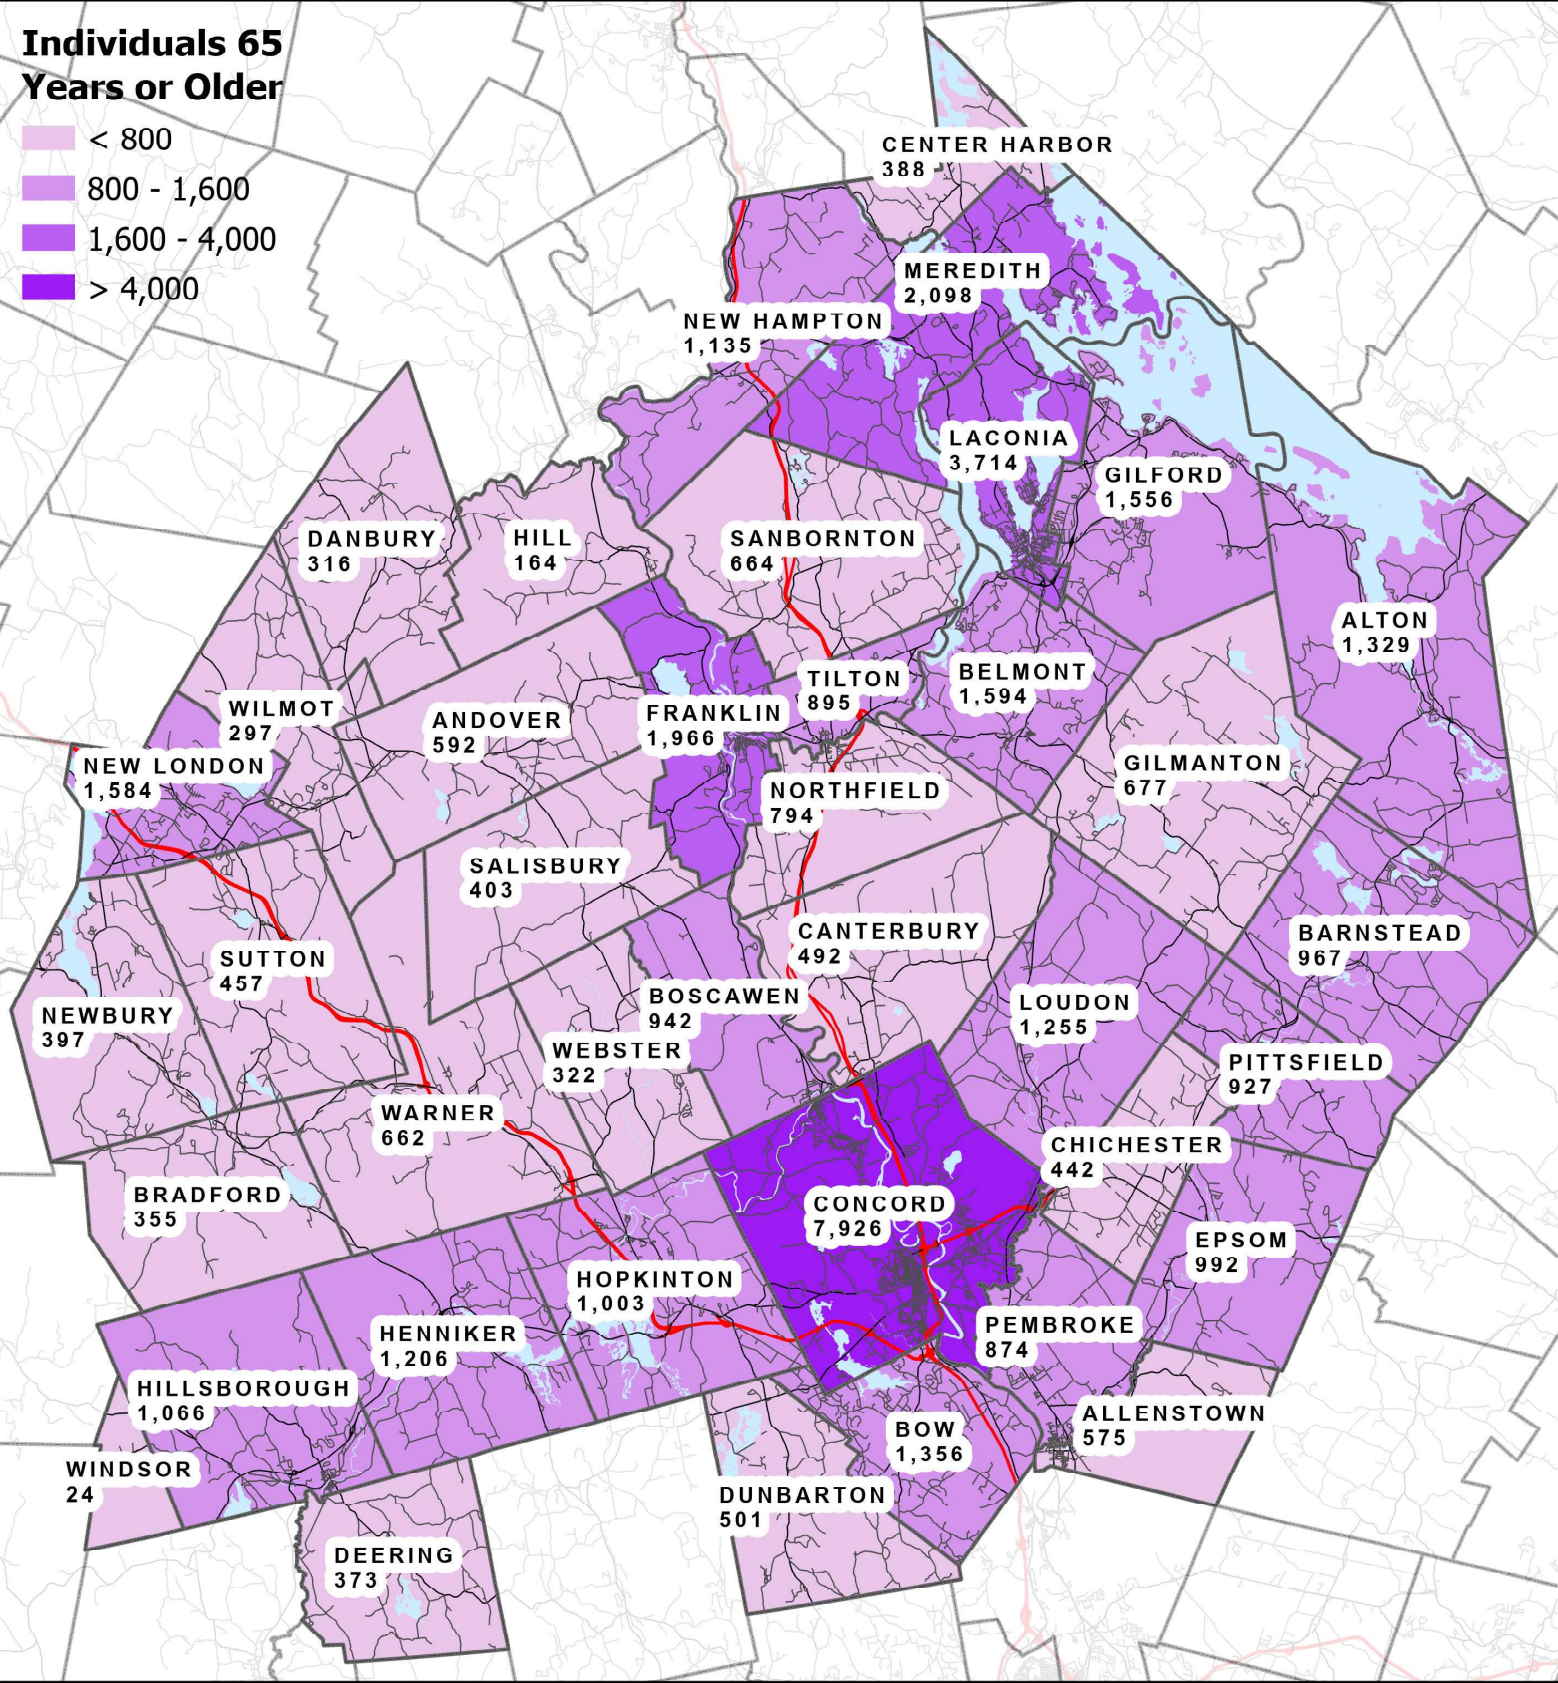 Individuals 65
Years or Older
< 800
800 - 1,600
1,600 - 4,000
> 4,000
CENTER HARBOR
388
MEREDITH
2,098
NEW HAMPTON
1,135
LACONIA
3,714
GILFORD
1,556
DANBURY
316
HILL
164
SANBORNTON
664
ALTON
1,329
TILTON
895
BELMONT
1,594
WILMOT
297
ANDOVER
592
FRANKLIN
1,966
NEW LONDON
1,584
GILMANTON
677
NORTHFIELD
794
SALISBURY
403
CANTERBURY
492
BARNSTEAD
967
SUTTON
457
BOSCAWEN
942
LOUDON
1,255
NEWBURY
397
WEBSTER
322
PITTSFIELD
927
WARNER
662
CHICHESTER
442
BRADFORD
355
CONCORD
7,926
EPSOM
992
HOPKINTON
1,003
HENNIKER
1,206
PEMBROKE
874
HILLSBOROUGH
1,066
ALLENSTOWN
575
BOW
1,356
WINDSOR
24
DUNBARTON
501
DEERING
373